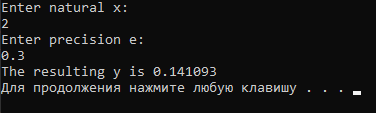 Enter natural x:
2
Enter precision e:
0.3
The resulting y is 0.141093
Для продолжения нажмите любую клавишу . . .